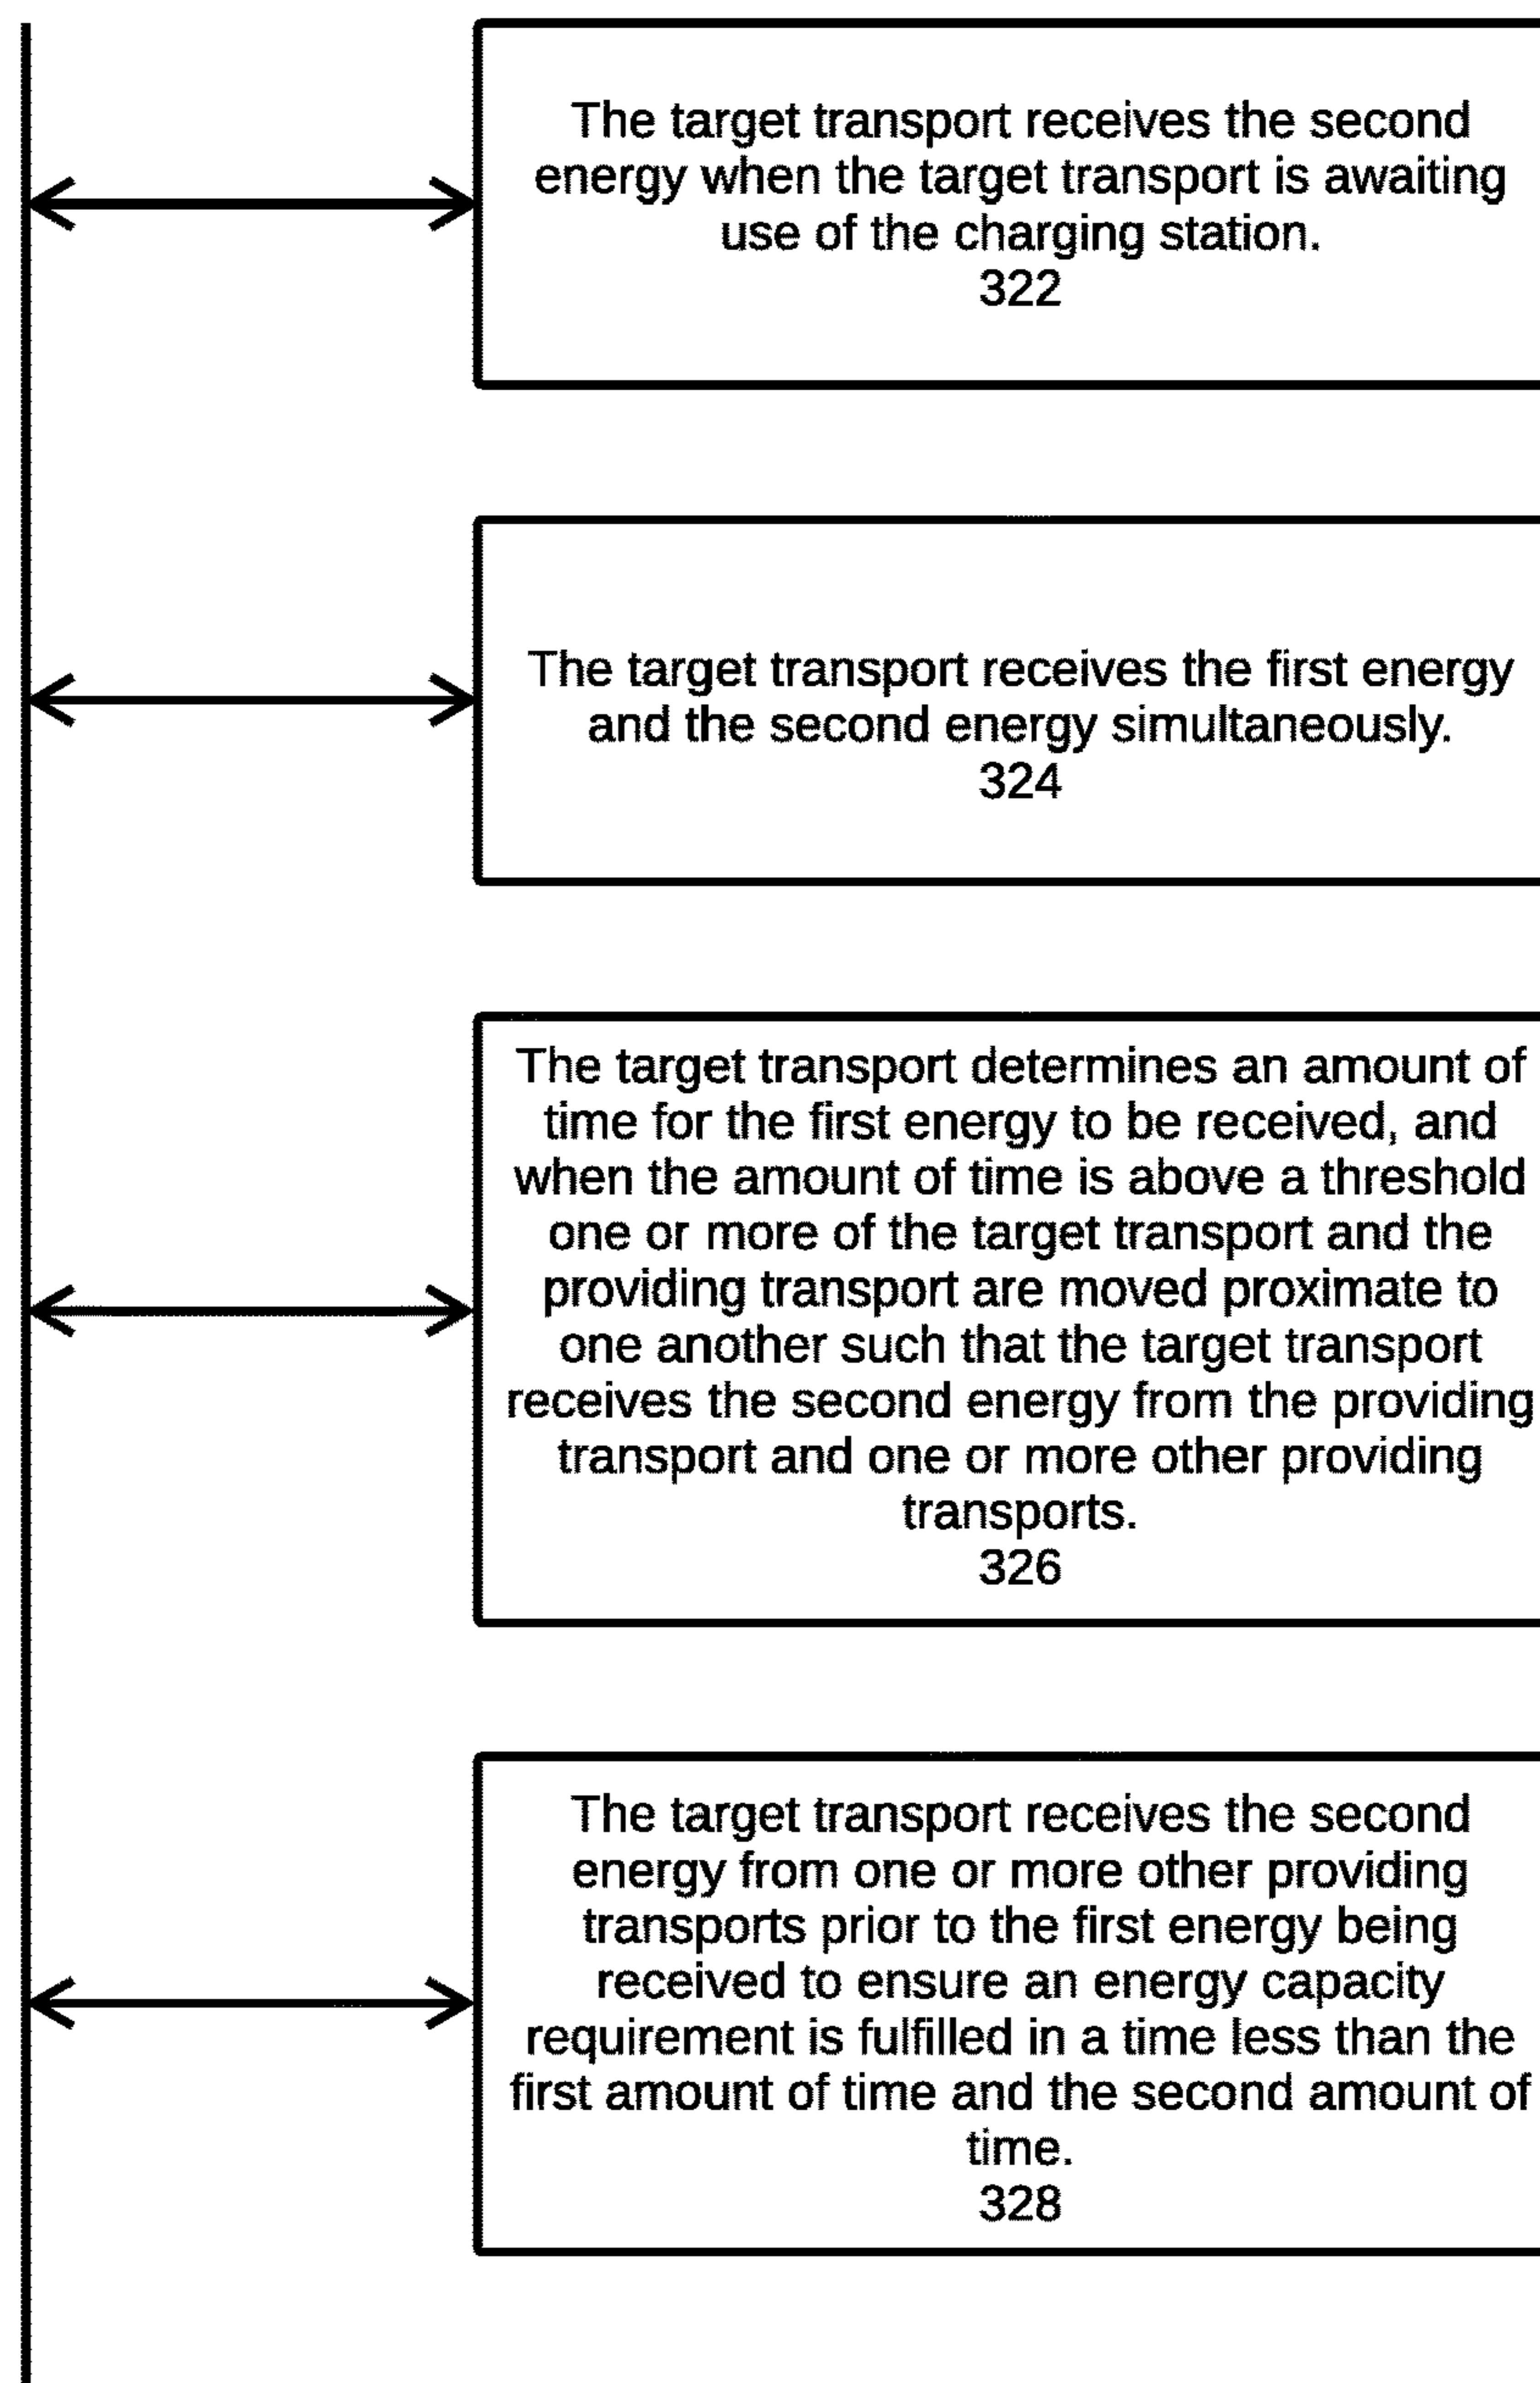 The target transport receives the second
energy when the target transport is awaiting
use of the charging station.
322
The target transport receives the first energy
and the second energy simultaneously.
324
The target transport determines an amount of
time for the first energy to be received, and
when the amount of time is above a threshold
one or more of the target transport and the
providing transport are moved proximate to
one another such that the target transport
receives the second energy from the providing
transport and one or more other providing
transports.
326
The target transport receives the second
energy from one or more other providing
transports prior to the first energy being
received to ensure an energy capacity
requirement is fulfilled in a time less than the
first amount of time and the second amount of
time.
328